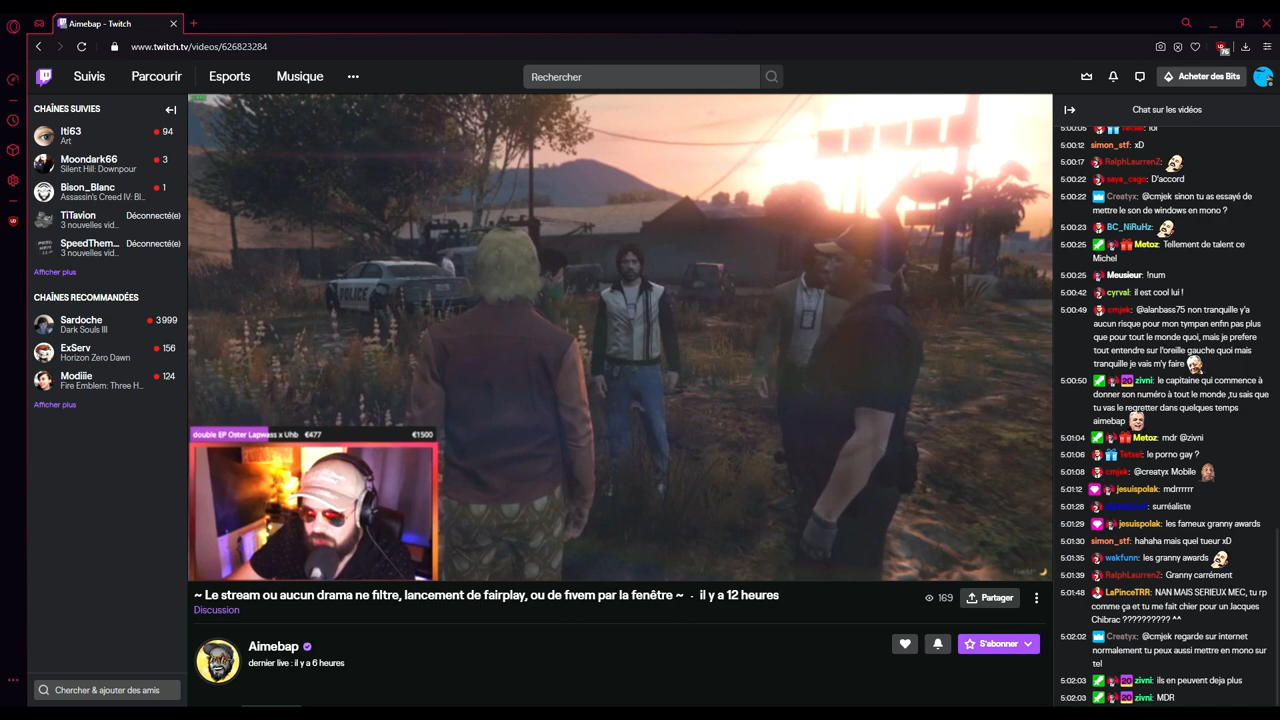 Aimebap - Twitch
www.twitch.tv/videos/626823284
76
Suivis
Parcourir
Esports
Musique
Rechercher
Acheter des Bits
CHAÎNES SUIVIES
Iti63
94
Art
Moondark66
3
Silent Hill: Downpour
Bison_Blanc
1
Assassin's Creed IV: Bl...
TiTavion
Déconnecté(e)
3 nouvelles vid...
SpeedThem...
Déconnecté(e)
3 nouvelles vid...
Afficher plus
CHAÎNES RECOMMANDÉES
Sardoche
3 999
Dark Souls III
ExServ
156
Horizon Zero Dawn
Modiiie
124
Fire Emblem: Three H...
Afficher plus
Chercher & ajouter des amis
POLICE
double EP Oster Lapwass x Uhb €477 €1500
~ Le stream ou aucun drama ne filtre, lancement de fairplay, ou de fivem par la fenêtre ~ - il y a 12 heures
Discussion
169
Partager
Aimebap
dernier live : il y a 6 heures
S'abonner
Chat sur les vidéos
5:00:05 Tetsei: lol
5:00:12 simon_stf: xD
5:00:17 RalphLaurrenZ:
5:00:22 saya_csgo: D'accord
5:00:22 Creatyx: @cmjek sinon tu as essayé de
mettre le son de windows en mono ?
5:00:23 BC_NiRuHz:
5:00:25 Metoz: Tellement de talent ce
Michel
5:00:25 Meusieur: !num
5:00:42 cyrval: il est cool lui !
5:00:49 cmjek: @alanbass75 non tranquille y'a
aucun risque pour mon tympan enfin pas plus
que pour tout le monde quoi, mais je prefere
tout entendre sur l'oreille gauche quoi mais
tranquille je vais m'y faire
5:00:50 20 zivni: le capitaine qui commence à
donner son numéro à tout le monde ,tu sais que
tu vas le regretter dans quelques temps
aimebap
5:01:04 Metoz: mdr @zivni
5:01:06 Tetsei: le porno gay ?
5:01:08 cmjek: @creatyx Mobile
5:01:12 jesuispolak: mdrrrrrr
5:01:28 surréaliste
5:01:29 jesuispolak: les fameux granny awards
5:01:30 simon_stf: hahaha mais quel tueur xD
5:01:35 wakfunn: les granny awards
5:01:39 RalphLaurrenZ: Granny carrément
5:01:48 LaPinceTRR: NAN MAIS SERIEUX MEC, tu rp
comme ça et tu me fait chier pour un Jacques
Chibrac ?????????? ^^
5:02:02 Creatyx: @cmjek regarde sur internet
normalement tu peux aussi mettre en mono sur
tel
5:02:03 20 zivni: ils en peuvent deja plus
5:02:03 20 zivni: MDR